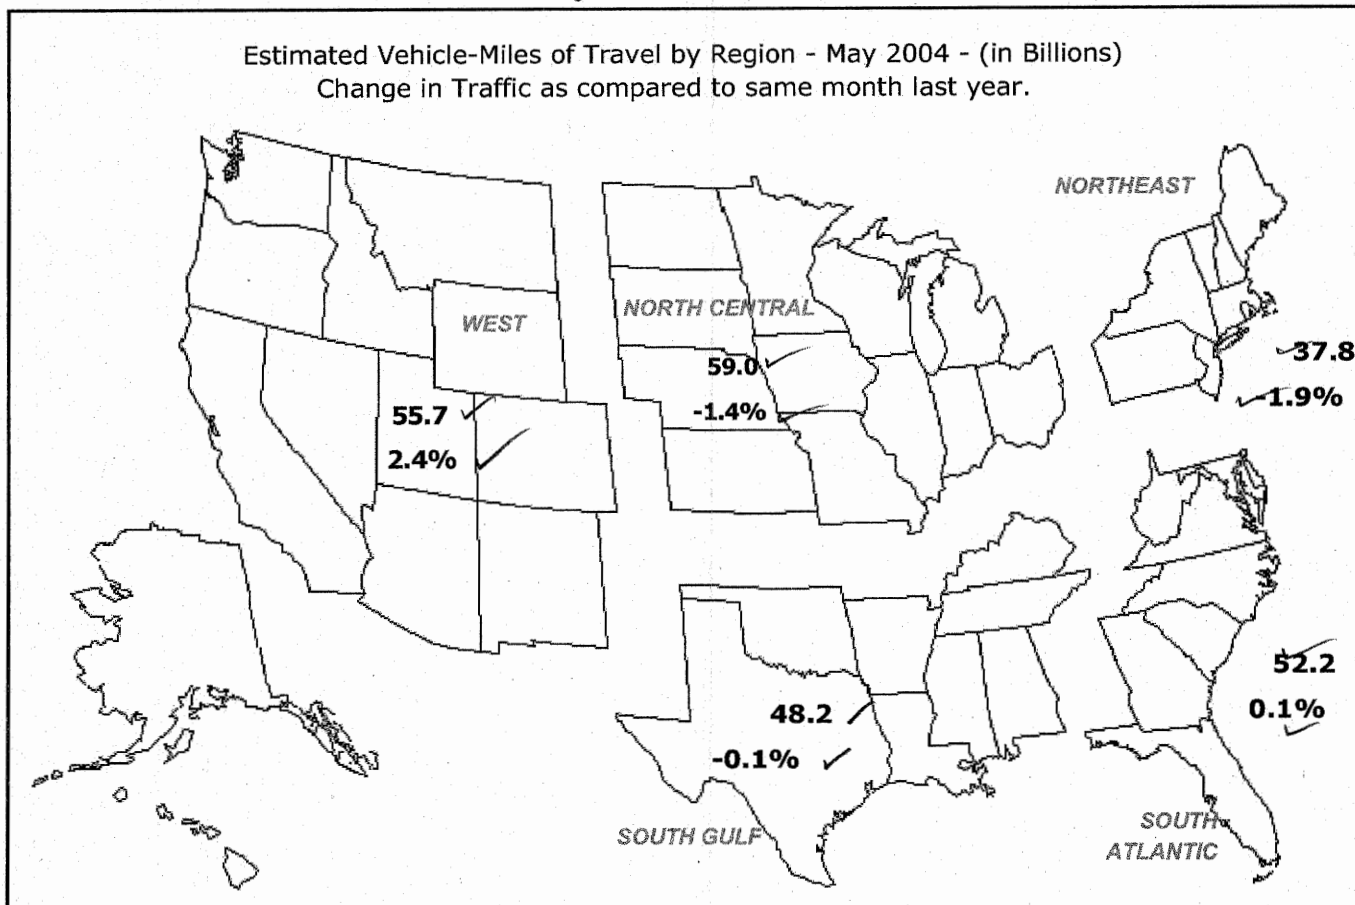 Estimated Vehicle-Miles of Travel by Region - May 2004 - (in Billions)
Change in Traffic as compared to same month last year.
NORTHEAST
37.8
-1.9%
WEST
55.7
2.4%
NORTH CENTRAL
59.0
-1.4%
52.2
0.1%
SOUTH
ATLANTIC
48.2
-0.1%
SOUTH GULF